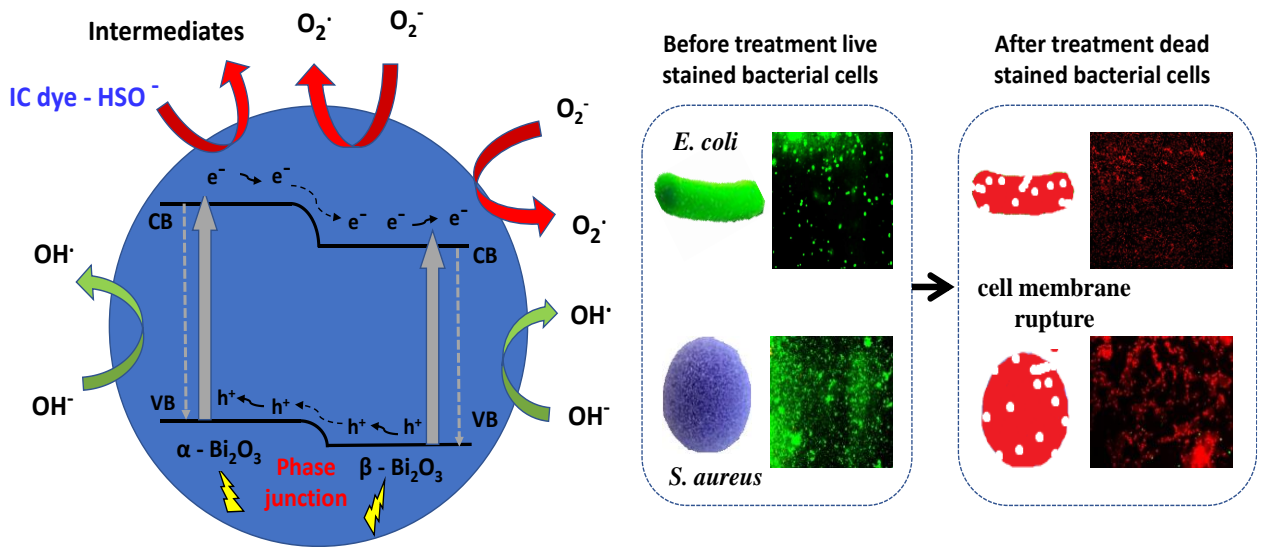 Intermediates
O₂˙
O₂⁻
IC dye - HSO ⁻
O₂⁻
e⁻
e⁻
CB
e⁻
e⁻
e⁻
O₂˙
CB
OH˙
OH˙
OH⁻
VB
h⁺
h⁺
h⁺
h⁺
VB
OH⁻
α - Bi₂O₃
Phase
junction
β - Bi₂O₃
Before treatment live
stained bacterial cells
E. coli
S. aureus
After treatment dead
stained bacterial cells
cell membrane
rupture